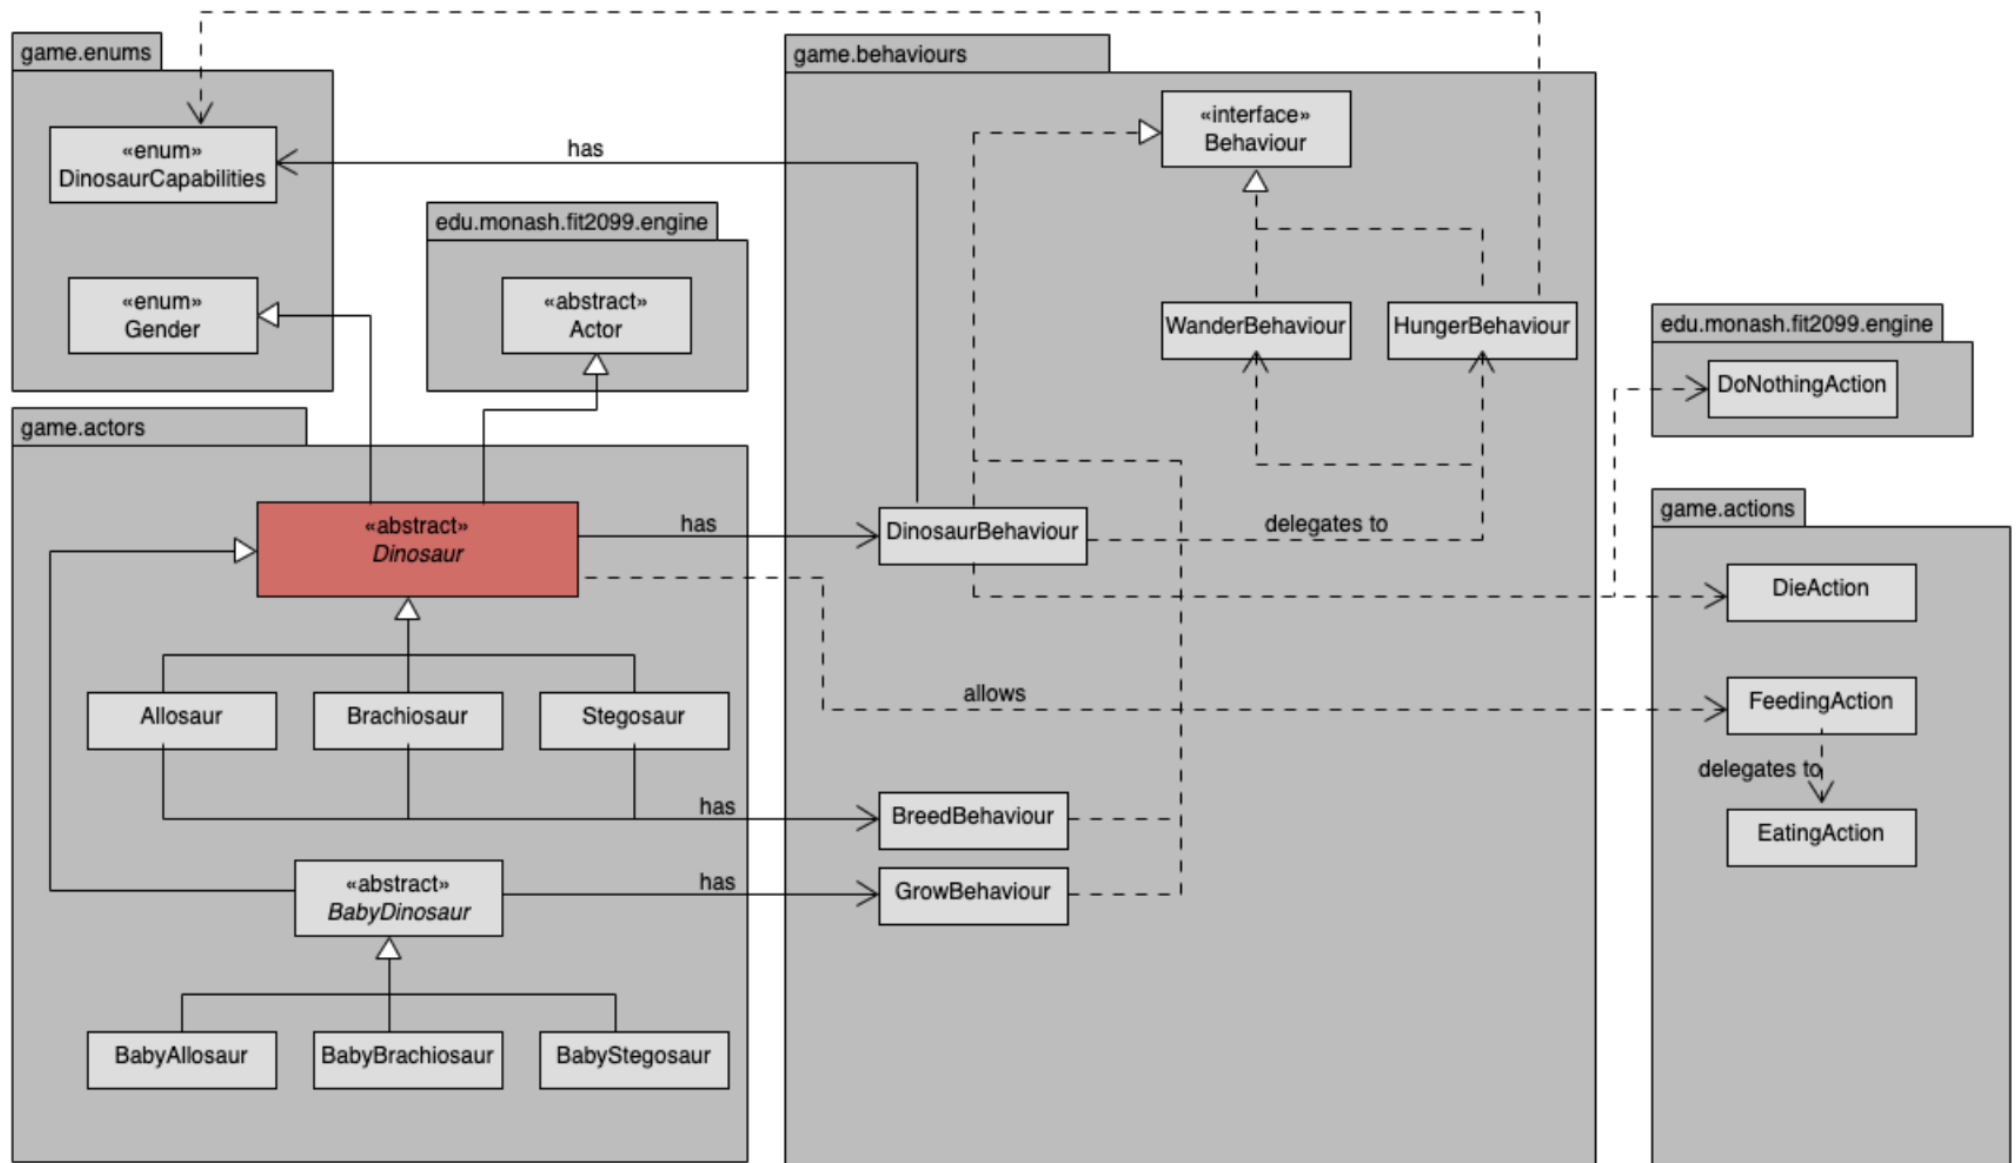 game.enums
«enum»
DinosaurCapabilities
«enum»
Gender
has
edu.monash.fit2099.engine
«abstract»
Actor
game.actors
«abstract»
Dinosaur
has
Allosaur
Brachiosaur
Stegosaur
has
«abstract»
BabyDinosaur
has
BabyAllosaur
BabyBrachiosaur
BabyStegosaur
game.behaviours
«interface»
Behaviour
WanderBehaviour
HungerBehaviour
DinosaurBehaviour
delegates to
allows
BreedBehaviour
GrowBehaviour
edu.monash.fit2099.engine
DoNothingAction
game.actions
DieAction
FeedingAction
delegates to
EatingAction